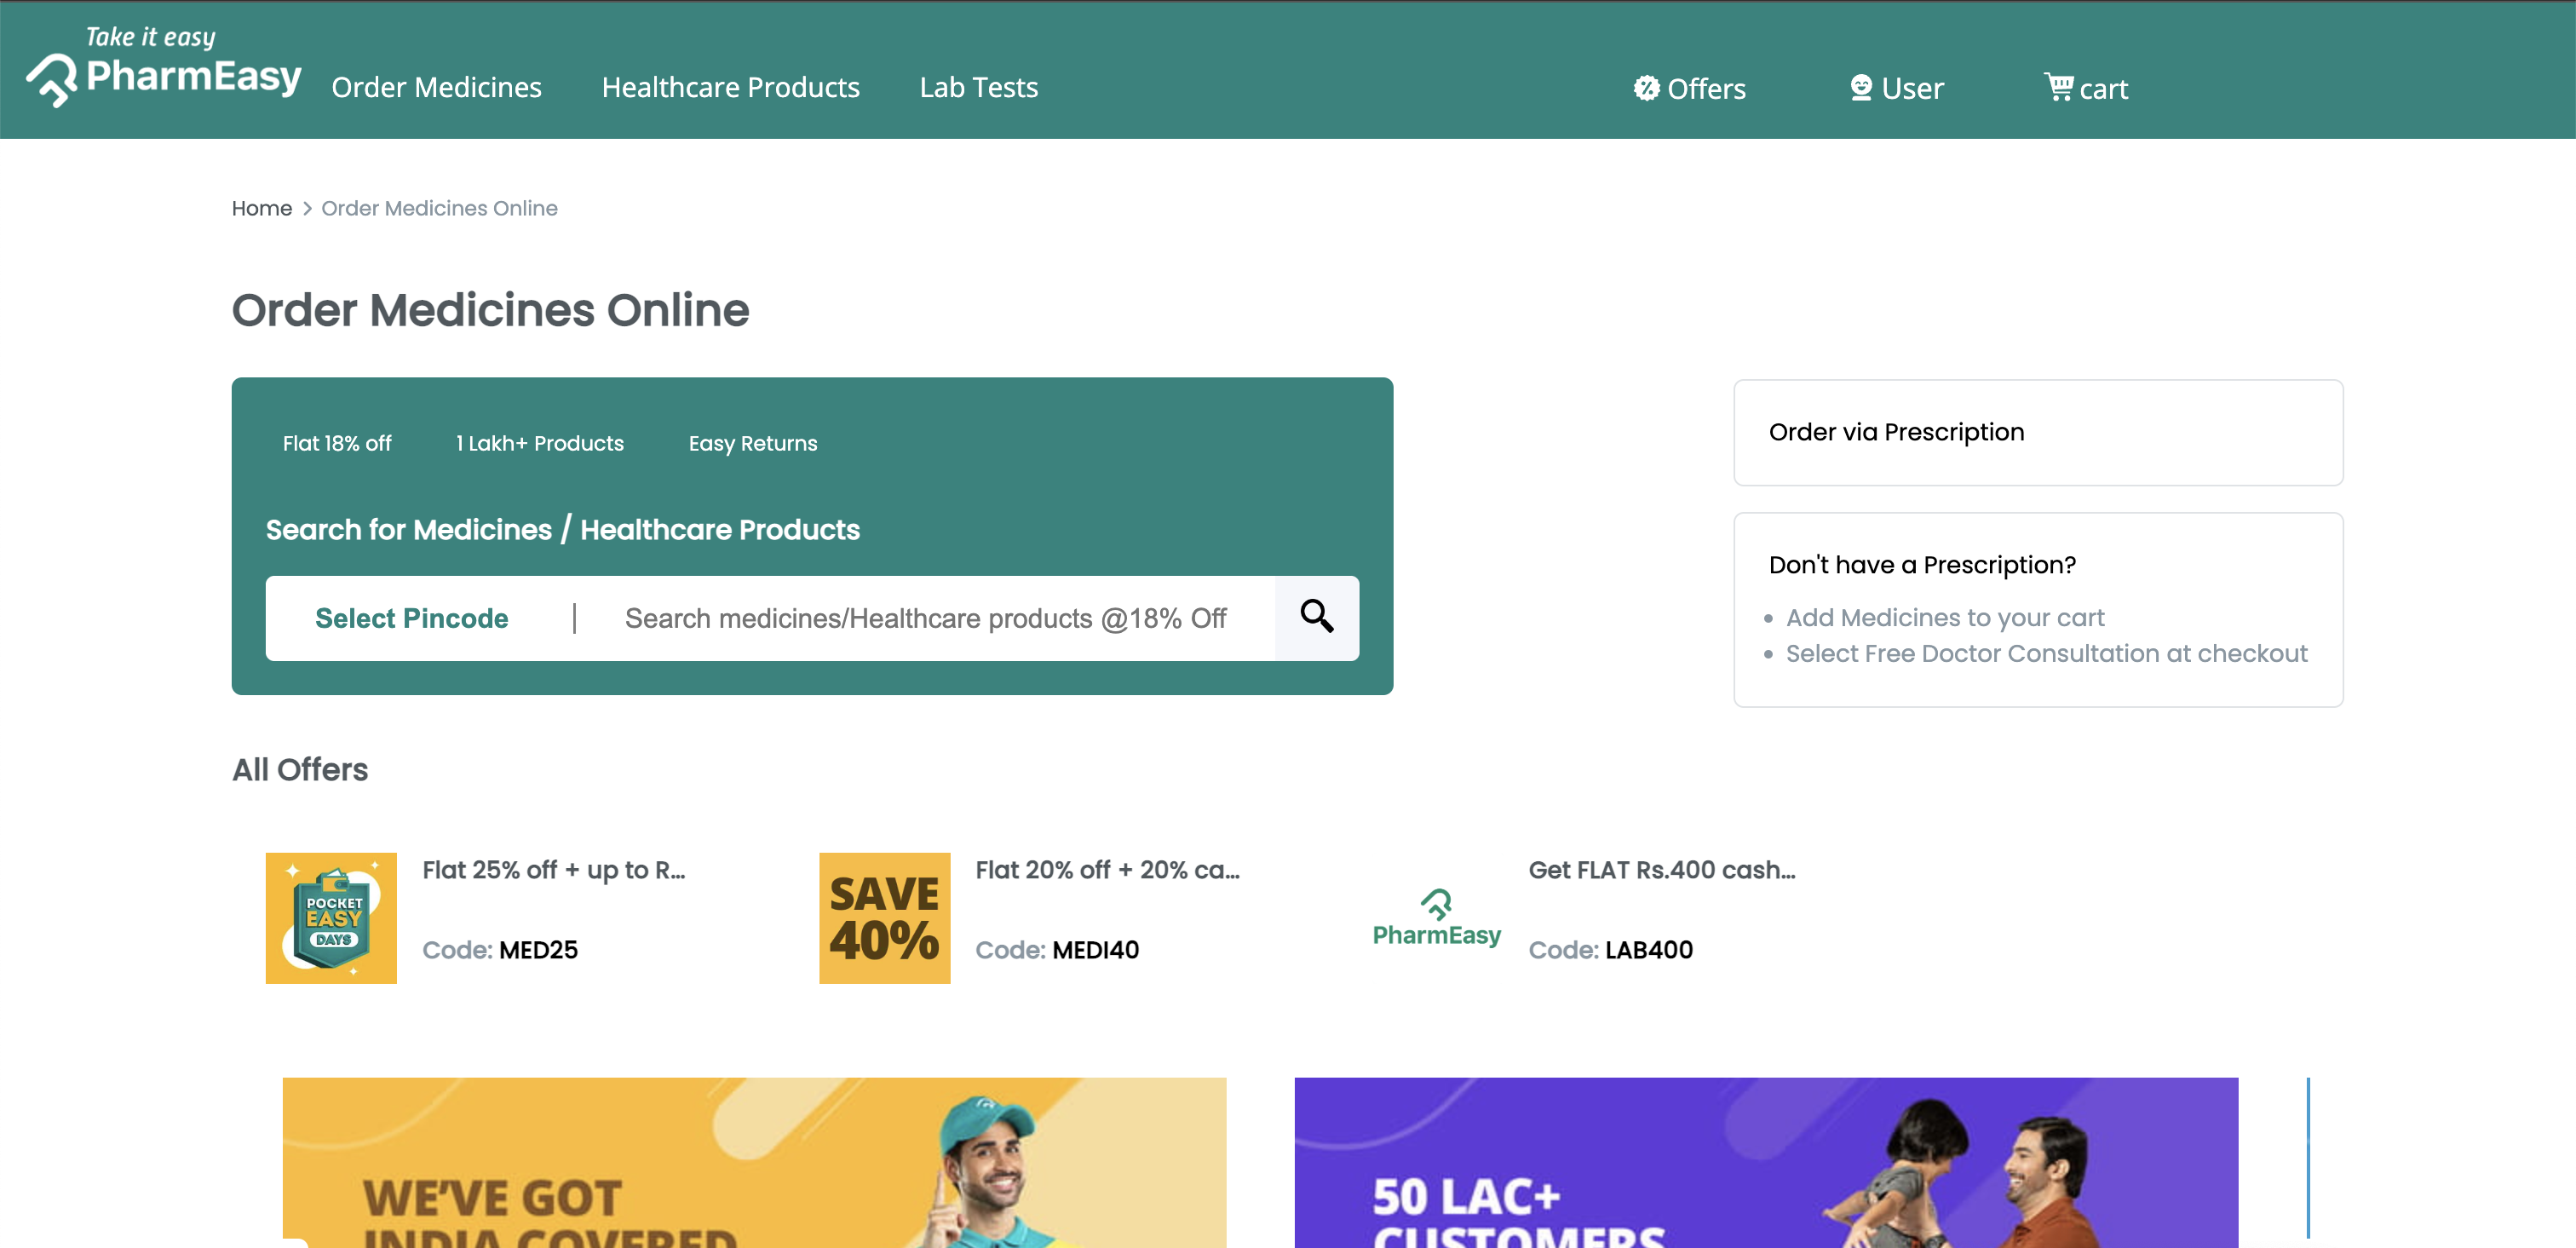 Take it easy
PharmEasy
Order Medicines
Healthcare Products
Lab Tests
Offers
User
cart
Home > Order Medicines Online
Order Medicines Online
Flat 18% off
1 Lakh+ Products
Easy Returns
Search for Medicines / Healthcare Products
Select Pincode | Search medicines/Healthcare products @18% Off
Order via Prescription
Don't have a Prescription?
• Add Medicines to your cart
• Select Free Doctor Consultation at checkout
All Offers
POCKET
EASY
DAYS
Flat 25% off + up to R...
Code: MED25
SAVE
40%
Flat 20% off + 20% ca...
Code: MEDI40
PharmEasy
Get FLAT Rs.400 cash...
Code: LAB400
WE'VE GOT
INDIA COVERED
50 LAC+
CUSTOMERS